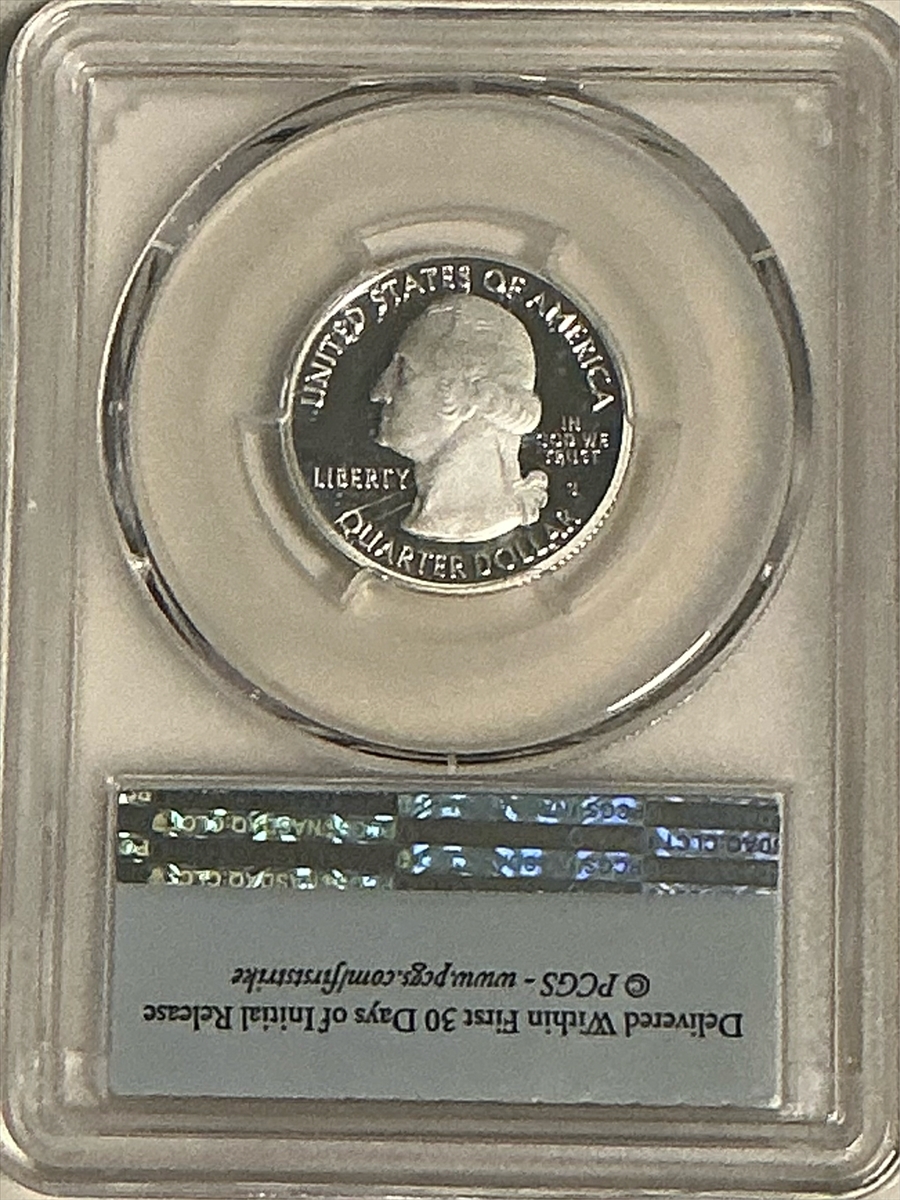 UNITED STATES OF AMERICA
IN
GOD WE
TRUST
LIBERTY
QUARTER DOLLAR
Delivered Within First 30 Days of Initial Release
© PCGS - www.pcgs.com/firststrike